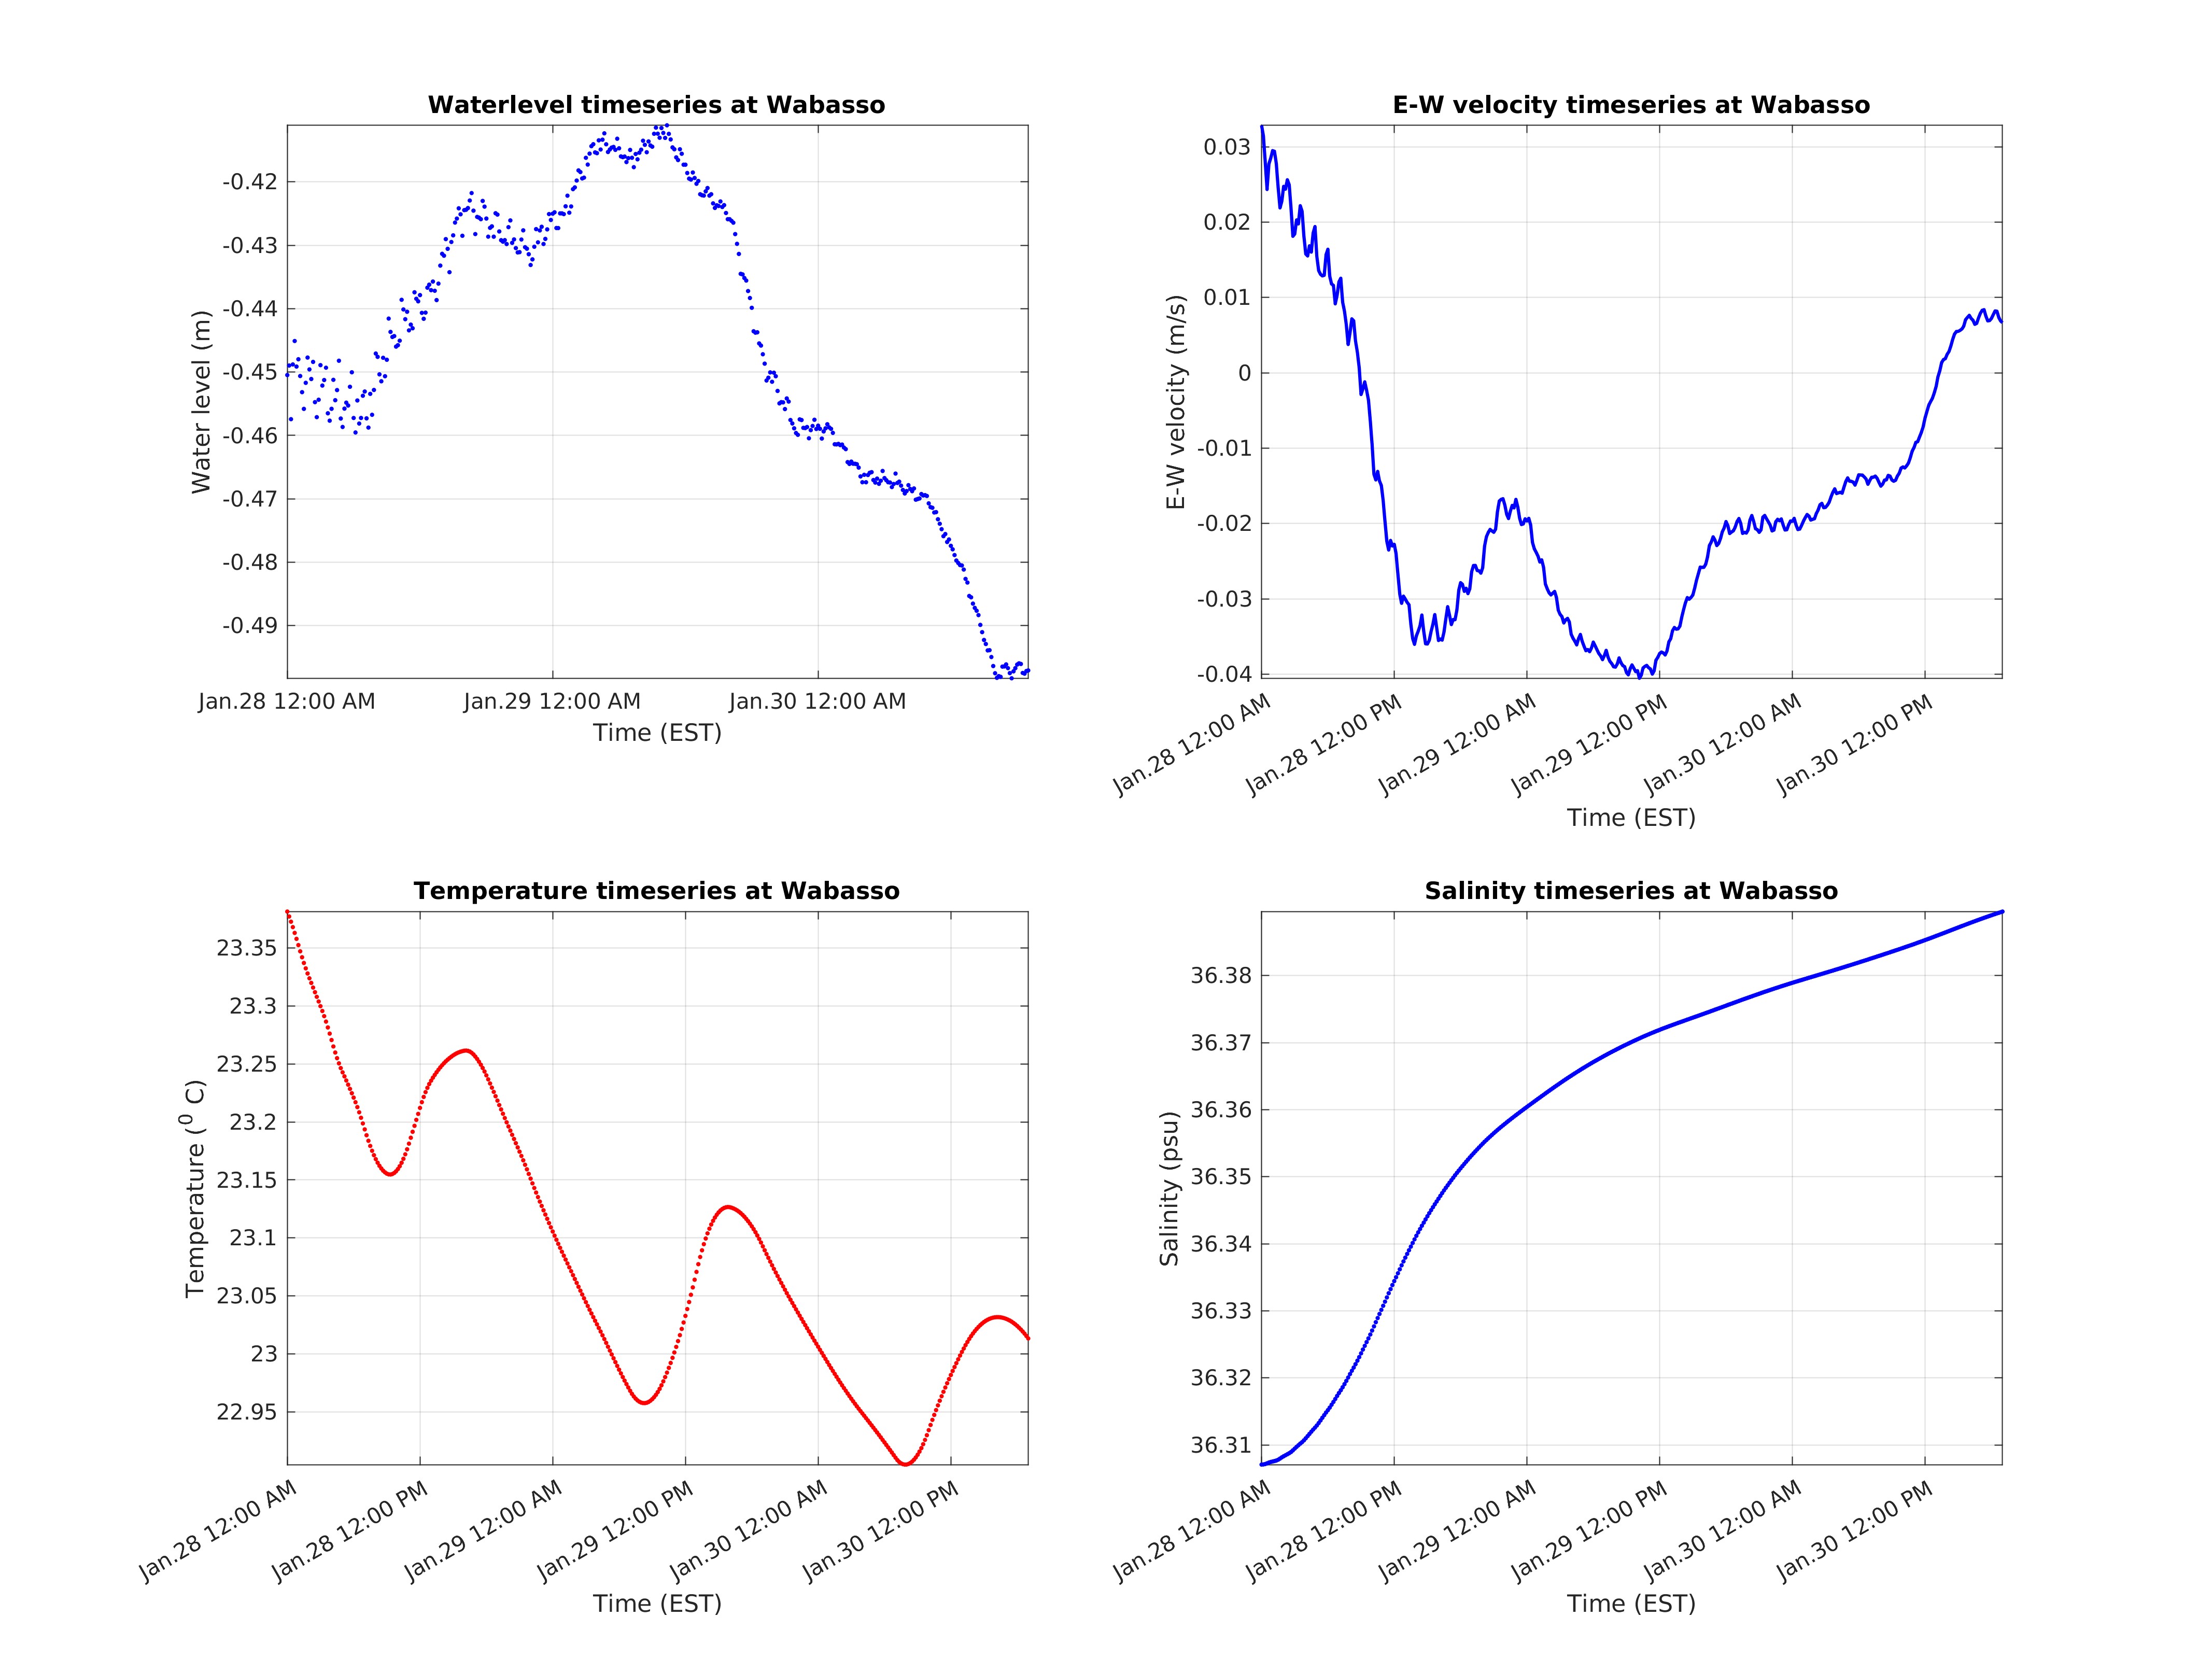 Waterlevel timeseries at Wabasso
Water level (m)
-0.42
-0.43
-0.44
-0.45
-0.46
-0.47
-0.48
-0.49
Jan.28 12:00 AM
Jan.29 12:00 AM
Jan.30 12:00 AM
Time (EST)
E-W velocity timeseries at Wabasso
E-W velocity (m/s)
0.03
0.02
0.01
0
-0.01
-0.02
-0.03
-0.04
Jan.28 12:00 AM
Jan.28 12:00 PM
Jan.29 12:00 AM
Jan.29 12:00 PM
Jan.30 12:00 AM
Jan.30 12:00 PM
Time (EST)
Temperature timeseries at Wabasso
Temperature (⁰ C)
23.35
23.3
23.25
23.2
23.15
23.1
23.05
23
22.95
Jan.28 12:00 AM
Jan.28 12:00 PM
Jan.29 12:00 AM
Jan.29 12:00 PM
Jan.30 12:00 AM
Jan.30 12:00 PM
Time (EST)
Salinity timeseries at Wabasso
Salinity (psu)
36.38
36.37
36.36
36.35
36.34
36.33
36.32
36.31
Jan.28 12:00 AM
Jan.28 12:00 PM
Jan.29 12:00 AM
Jan.29 12:00 PM
Jan.30 12:00 AM
Jan.30 12:00 PM
Time (EST)